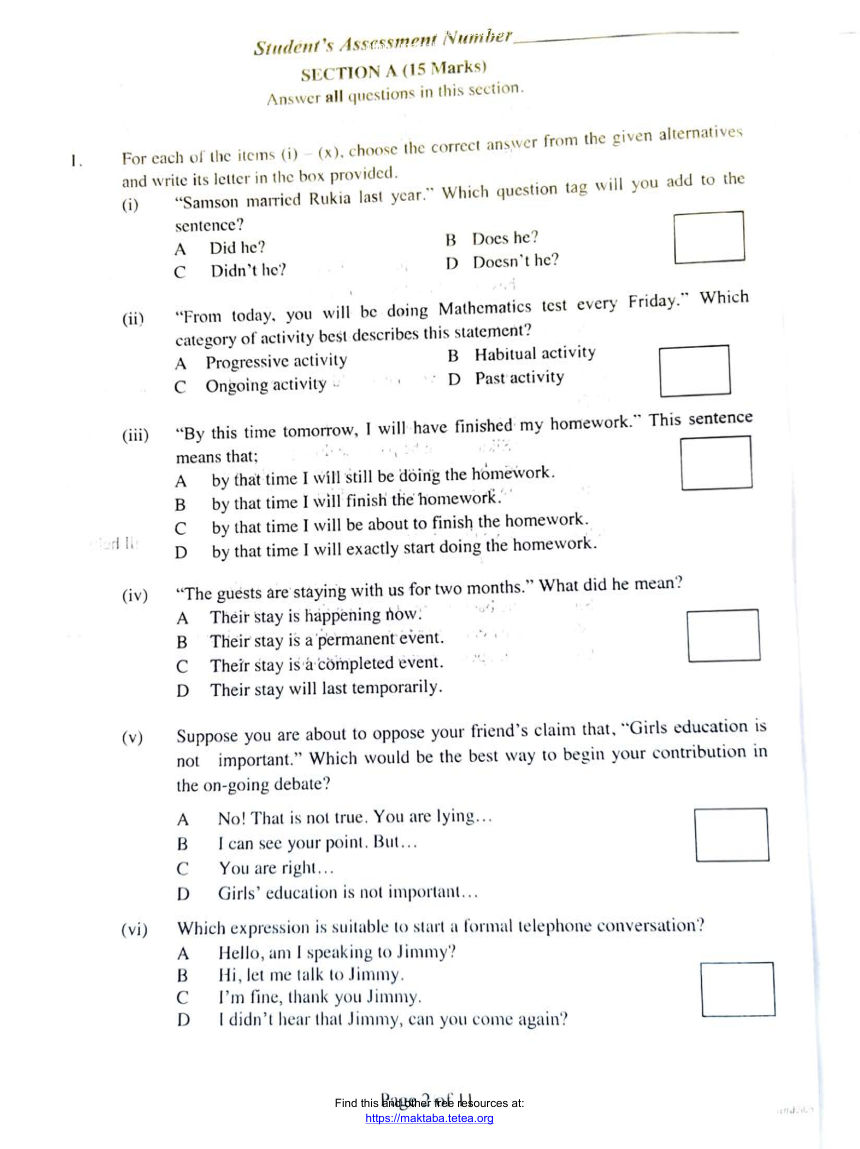 Student's Assessment Number
SECTION A (15 Marks)
Answer all questions in this section.
1. For each of the items (i) – (x), choose the correct answer from the given alternatives
and write its letter in the box provided.
(i) “Samson married Rukia last year.” Which question tag will you add to the
sentence?
A Did he? B Does he?
C Didn’t he? D Doesn’t he?
(ii) “From today, you will be doing Mathematics test every Friday.” Which
category of activity best describes this statement?
A Progressive activity B Habitual activity
C Ongoing activity D Past activity
(iii) “By this time tomorrow, I will have finished my homework.” This sentence
means that;
A by that time I will still be doing the homework.
B by that time I will finish the homework.
C by that time I will be about to finish the homework.
D by that time I will exactly start doing the homework.
(iv) “The guests are staying with us for two months.” What did he mean?
A Their stay is happening now.
B Their stay is a permanent event.
C Their stay is a completed event.
D Their stay will last temporarily.
(v) Suppose you are about to oppose your friend’s claim that, “Girls education is
not important.” Which would be the best way to begin your contribution in
the on-going debate?
A No! That is not true. You are lying…
B I can see your point. But…
C You are right…
D Girls’ education is not important…
(vi) Which expression is suitable to start a formal telephone conversation?
A Hello, am I speaking to Jimmy?
B Hi, let me talk to Jimmy.
C I’m fine, thank you Jimmy.
D I didn’t hear that Jimmy, can you come again?
Page 2 of 11
Find this and other free resources at:
https://maktaba.tetea.org